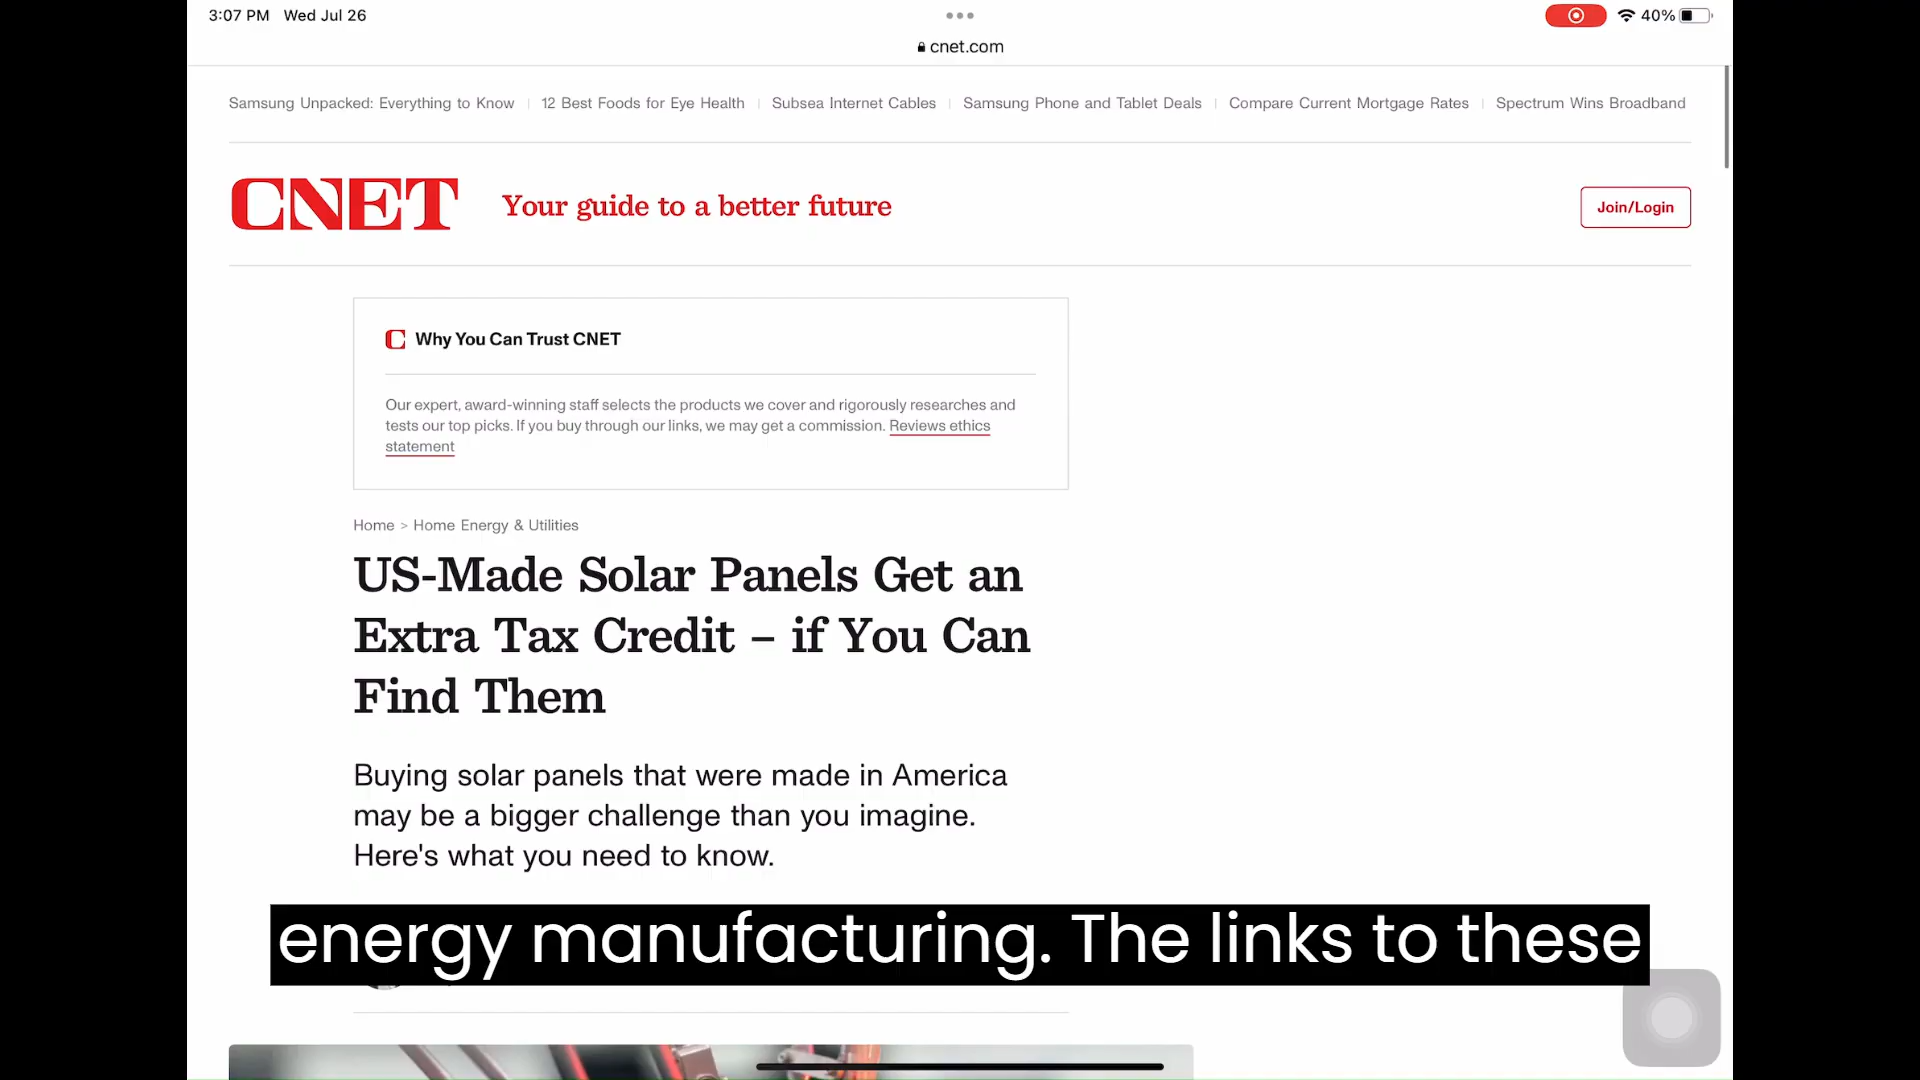 3:07 PM Wed Jul 26
40%
cnet.com
Samsung Unpacked: Everything to Know
12 Best Foods for Eye Health
Subsea Internet Cables
Samsung Phone and Tablet Deals
Compare Current Mortgage Rates
Spectrum Wins Broadband
CNET
Your guide to a better future
Join/Login
Why You Can Trust CNET
Our expert, award-winning staff selects the products we cover and rigorously researches and
tests our top picks. If you buy through our links, we may get a commission. Reviews ethics
statement
Home > Home Energy & Utilities
US-Made Solar Panels Get an
Extra Tax Credit – if You Can
Find Them
Buying solar panels that were made in America
may be a bigger challenge than you imagine.
Here's what you need to know.
energy manufacturing. The links to these